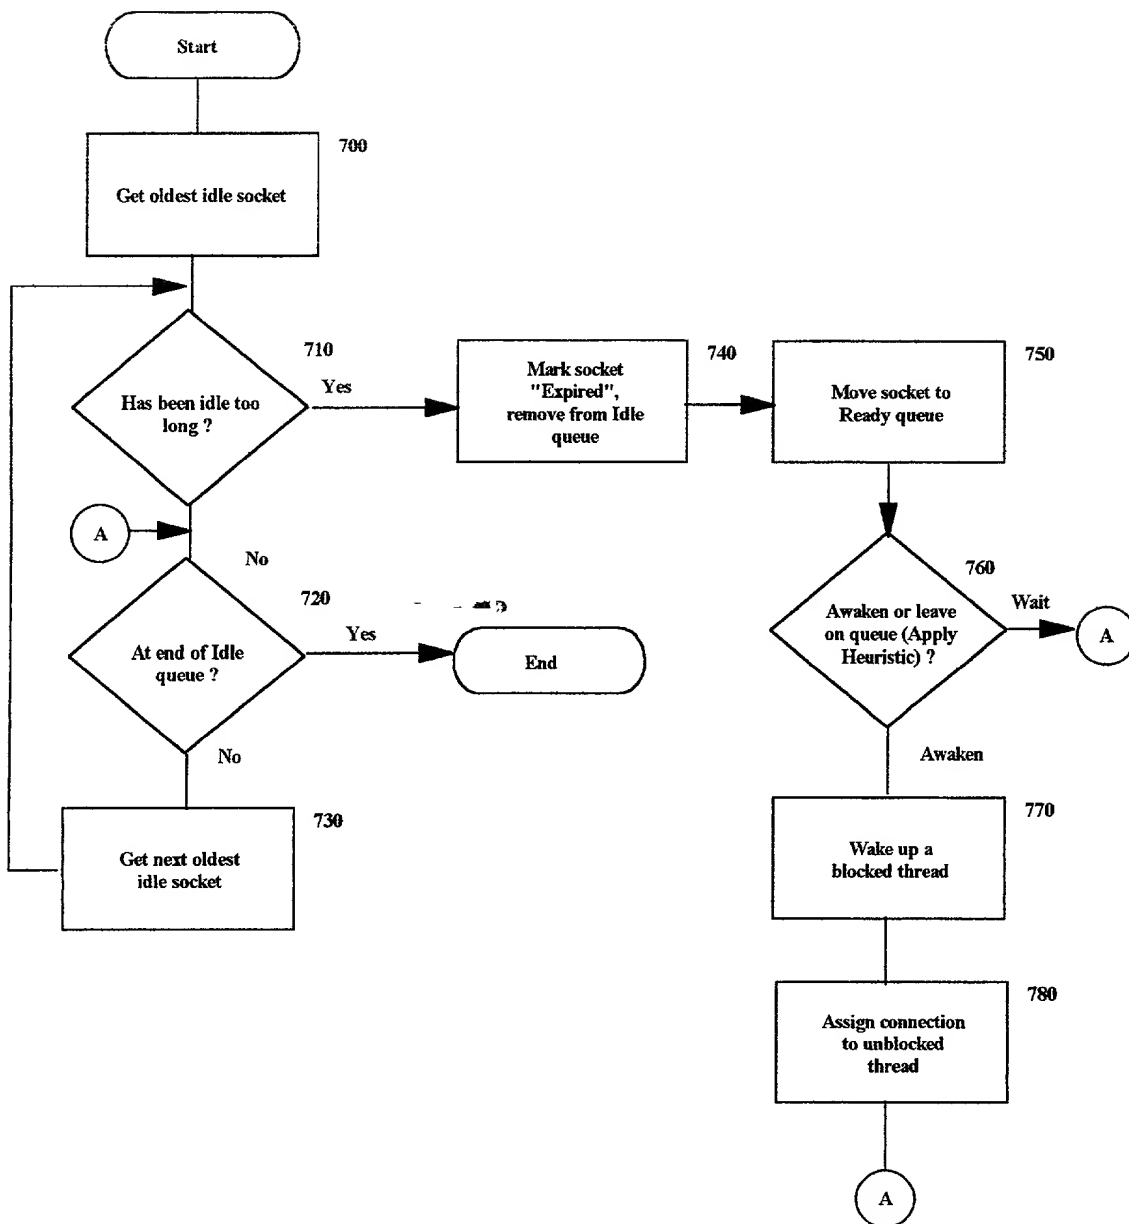 Start
700
Get oldest idle socket
710
Has been idle too
long ?
Yes
Mark socket
"Expired",
remove from Idle
queue
740
Move socket to
Ready queue
750
A
No
720
At end of Idle
queue ?
Yes
End
760
Awaken or leave
on queue (Apply
Heuristic) ?
Wait
A
No
Awaken
730
Get next oldest
idle socket
770
Wake up a
blocked thread
780
Assign connection
to unblocked
thread
A